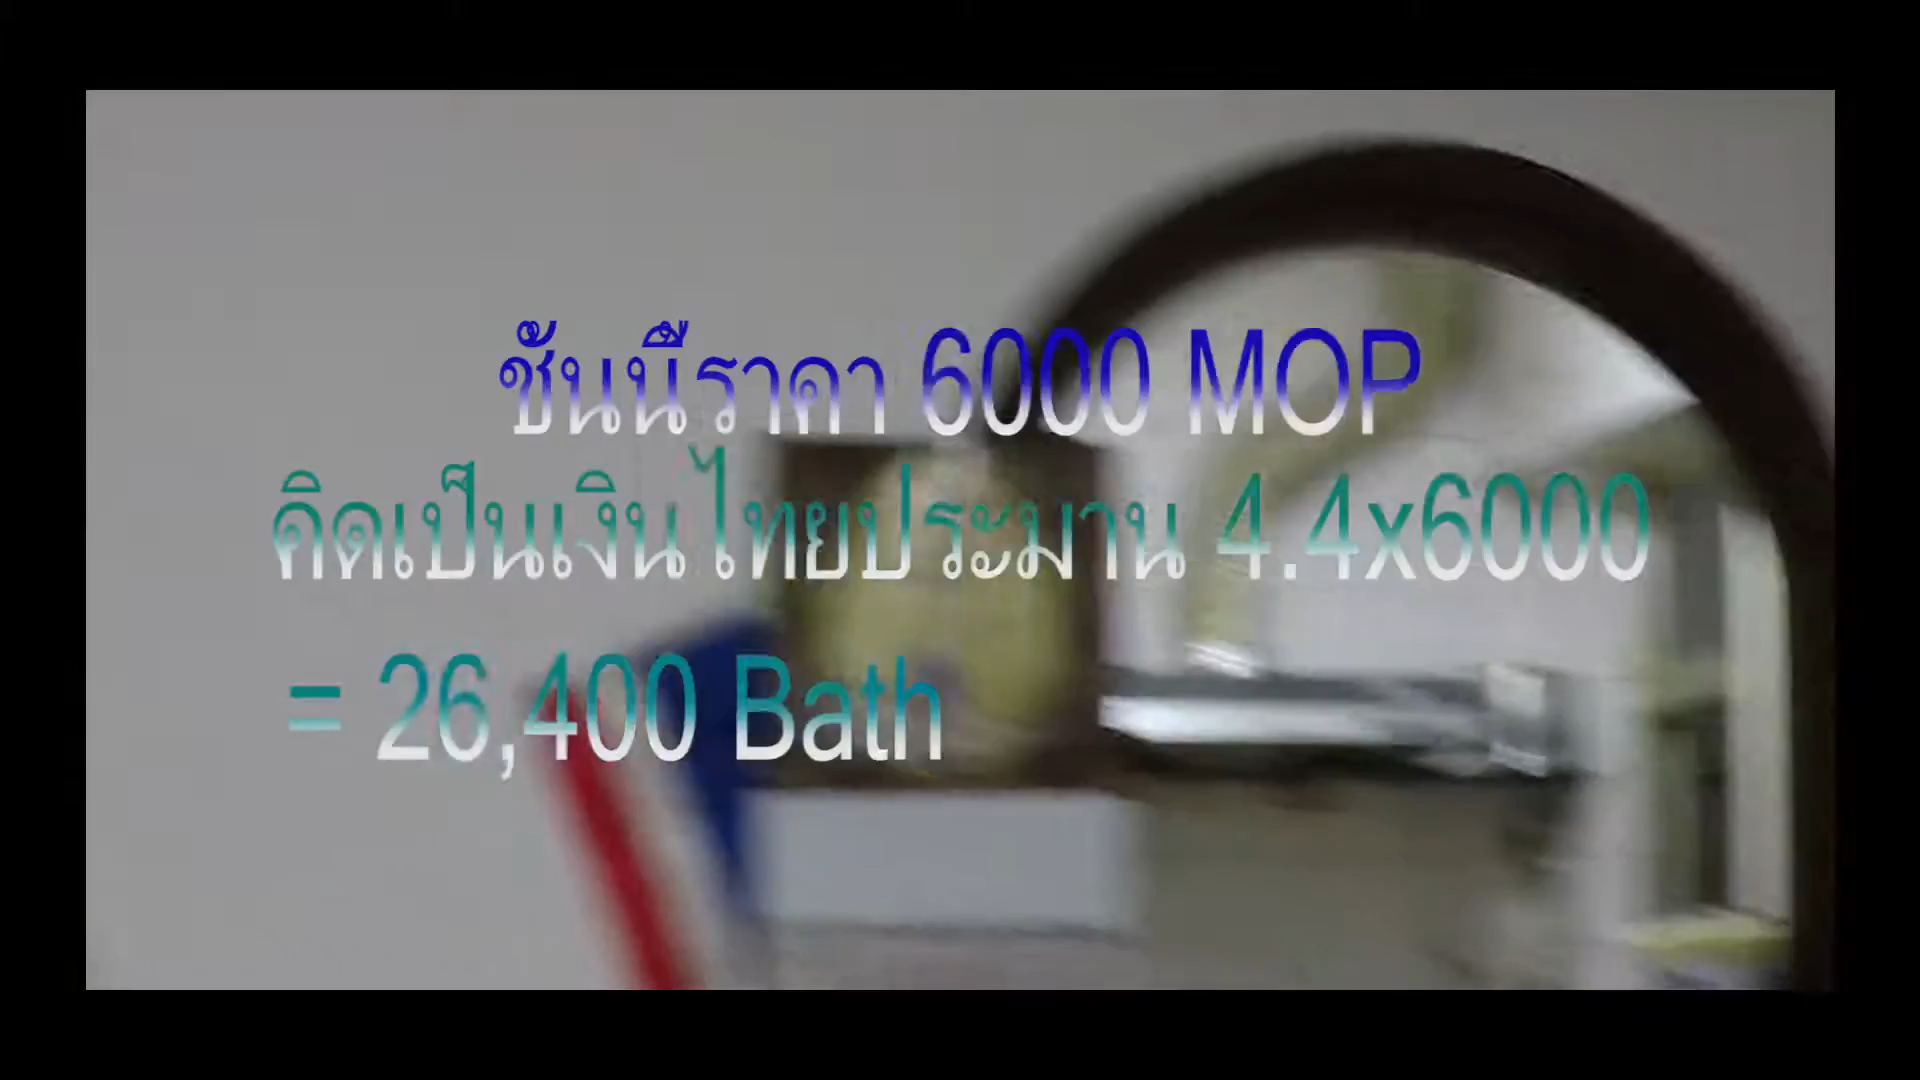 ชั้นนี้ราคา 6000 MOP
คิดเป็นเงินไทยประมาน 4.4x6000
= 26,400 Bath